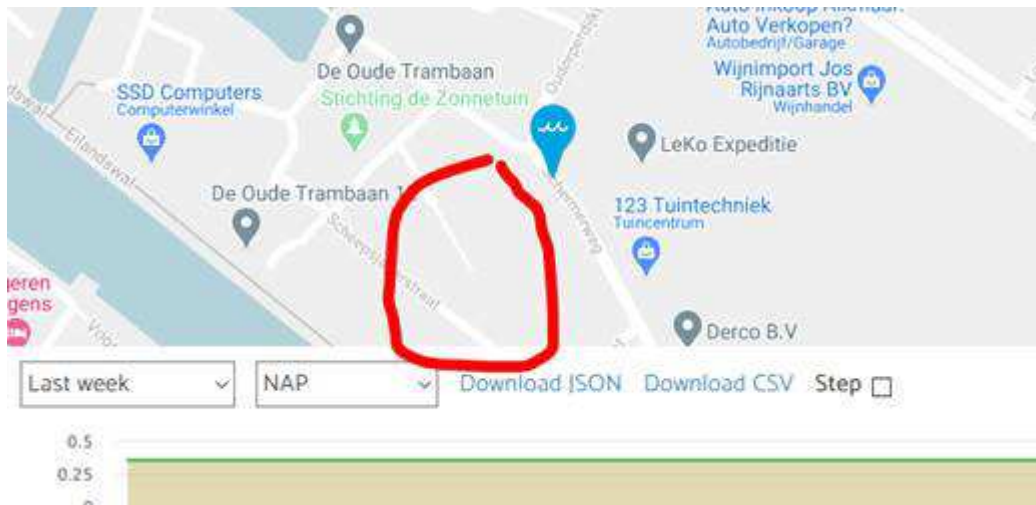 Auto Verkopen?
Autobedrijf/Garage
Wijnimport Jos
Rijnaarts BV
Wijnhandel
De Oude Trambaan
SSD Computers
Computerwinkel
Stichting de Zonnetuin
LeKo Expeditie
Eilandswal
De Oude Trambaan 1
123 Tuintechniek
Tuincentrum
geren
gens
Derco B.V
Last week
NAP
Download JSON
Download CSV
Step
0.5
0.25
0